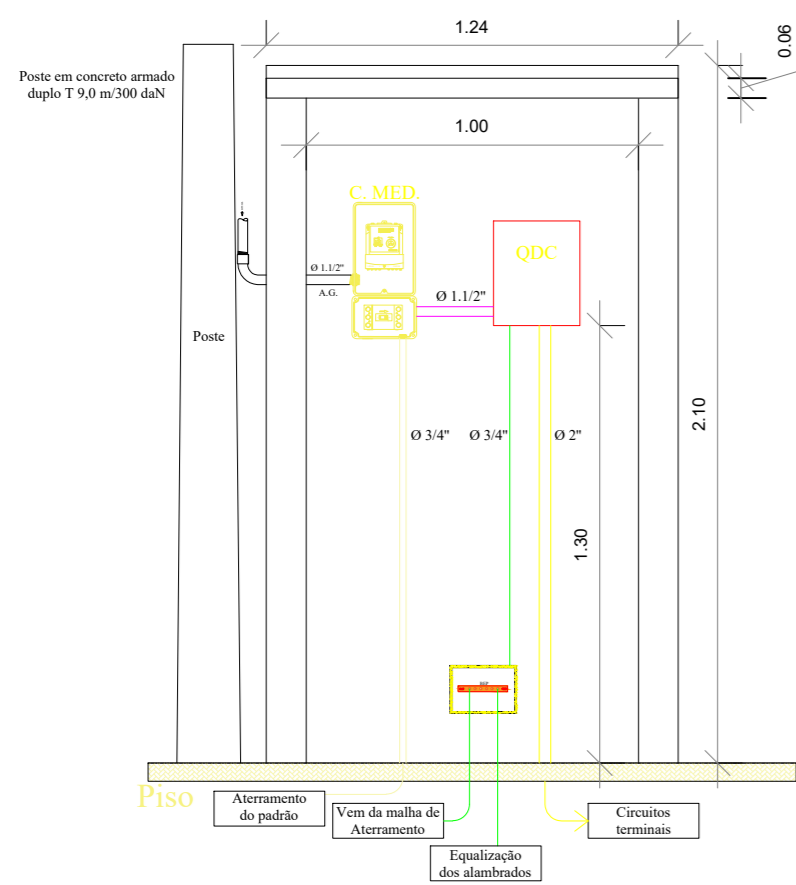 1.24
0.06
Poste em concreto armado
duplo T 9,0 m/300 daN
1.00
C. MED.
QDC
Ø 1.1/2"
A.G.
Ø 1.1/2"
Poste
Ø 3/4"
Ø 3/4"
Ø 2"
2.10
1.30
BEP
Piso
Aterramento
do padrão
Vem da malha de
Aterramento
Circuitos
terminais
Equalização
dos alambrados